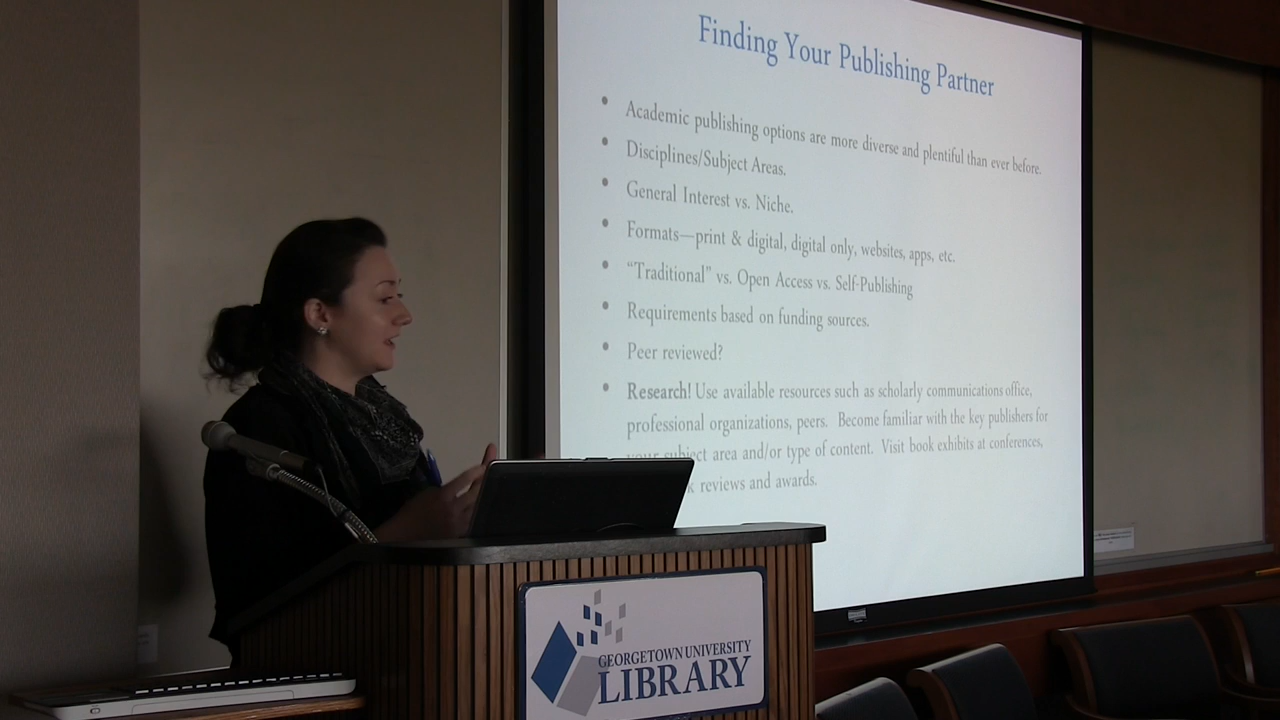 Finding Your Publishing Partner
• Academic publishing options are more diverse and plentiful than ever before.
• Disciplines/Subject Areas.
• General Interest vs. Niche.
• Formats—print & digital, digital only, websites, apps, etc.
• “Traditional” vs. Open Access vs. Self-Publishing
• Requirements based on funding sources.
• Peer reviewed?
• Research! Use available resources such as scholarly communications office,
professional organizations, peers. Become familiar with the key publishers for
your subject area and/or type of content. Visit book exhibits at conferences,
reviews and awards.
GEORGETOWN UNIVERSITY
LIBRARY